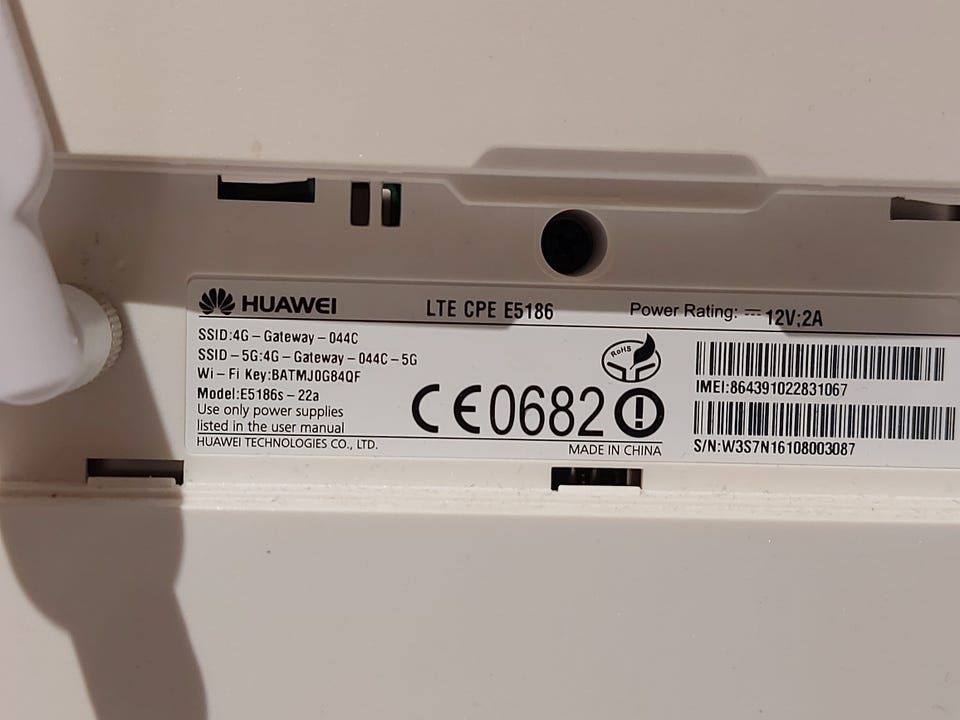 HUAWEI LTE CPE E5186 Power Rating: ⎓ 12V;2A
SSID:4G-Gateway-044C
SSID-5G:4G-Gateway-044C-5G
Wi-Fi Key:BATMJ0G84QF
Model:E5186s-22a
Use only power supplies
listed in the user manual
HUAWEI TECHNOLOGIES CO., LTD.
RoHS
CE0682
MADE IN CHINA
IMEI:864391022831067
S/N:W3S7N16108003087